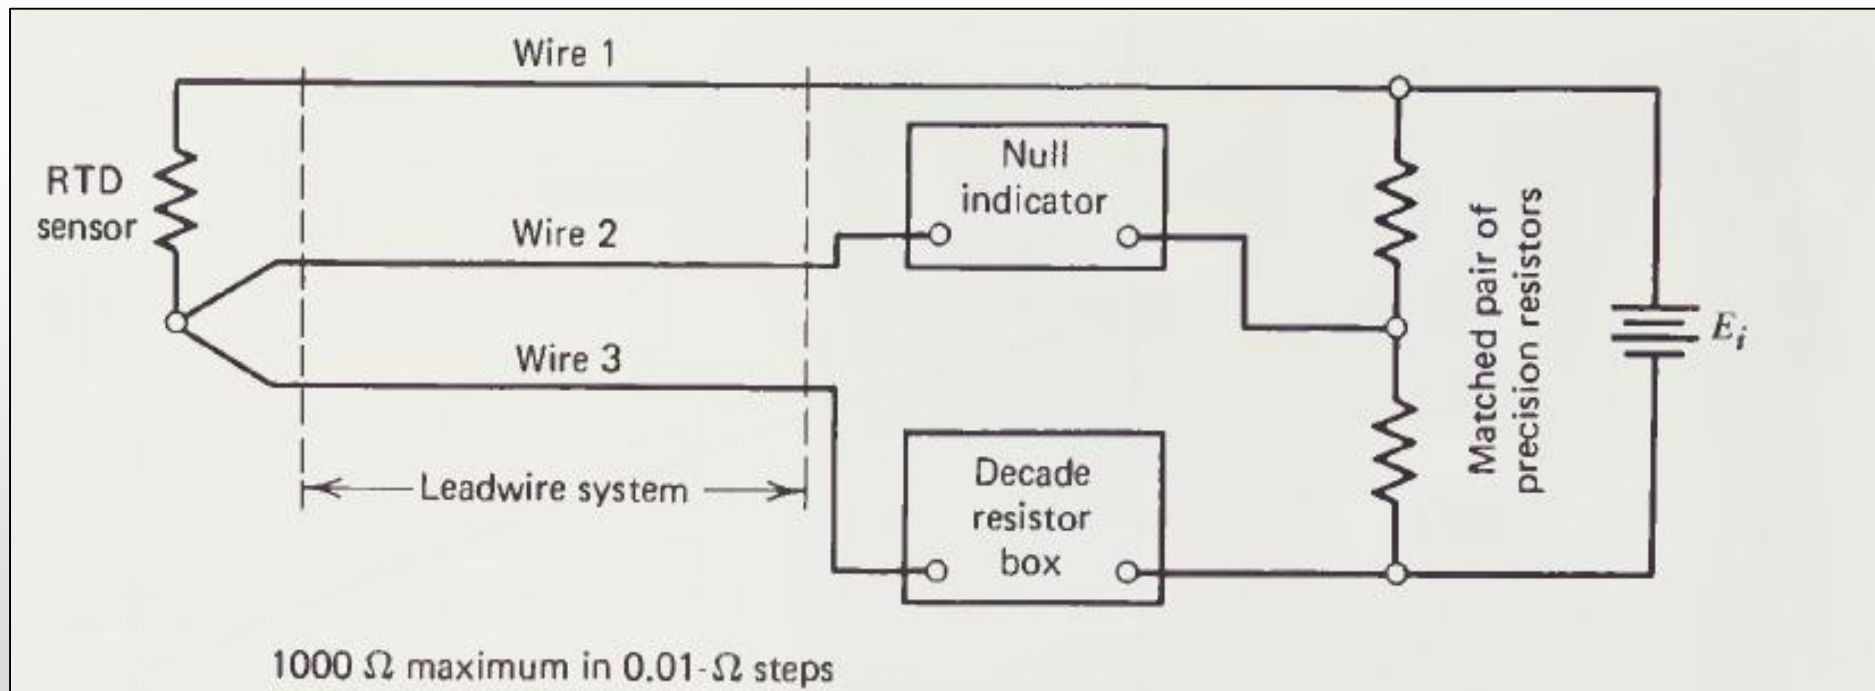 Wire 1
RTD
sensor
Null
indicator
Wire 2
Wire 3
Matched pair of
precision resistors
Ei
Leadwire system
Decade
resistor
box
1000 Ω maximum in 0.01-Ω steps